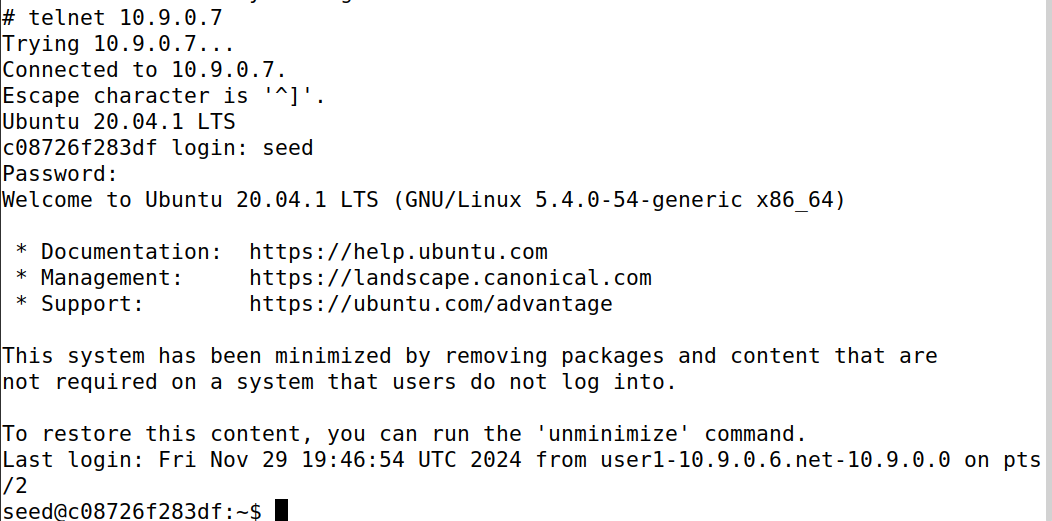 # telnet 10.9.0.7
Trying 10.9.0.7...
Connected to 10.9.0.7.
Escape character is '^]'.
Ubuntu 20.04.1 LTS
c08726f283df login: seed
Password:
Welcome to Ubuntu 20.04.1 LTS (GNU/Linux 5.4.0-54-generic x86_64)

 * Documentation:  https://help.ubuntu.com
 * Management:     https://landscape.canonical.com
 * Support:        https://ubuntu.com/advantage

This system has been minimized by removing packages and content that are
not required on a system that users do not log into.

To restore this content, you can run the 'unminimize' command.
Last login: Fri Nov 29 19:46:54 UTC 2024 from user1-10.9.0.6.net-10.9.0.0 on pts
/2
seed@c08726f283df:~$